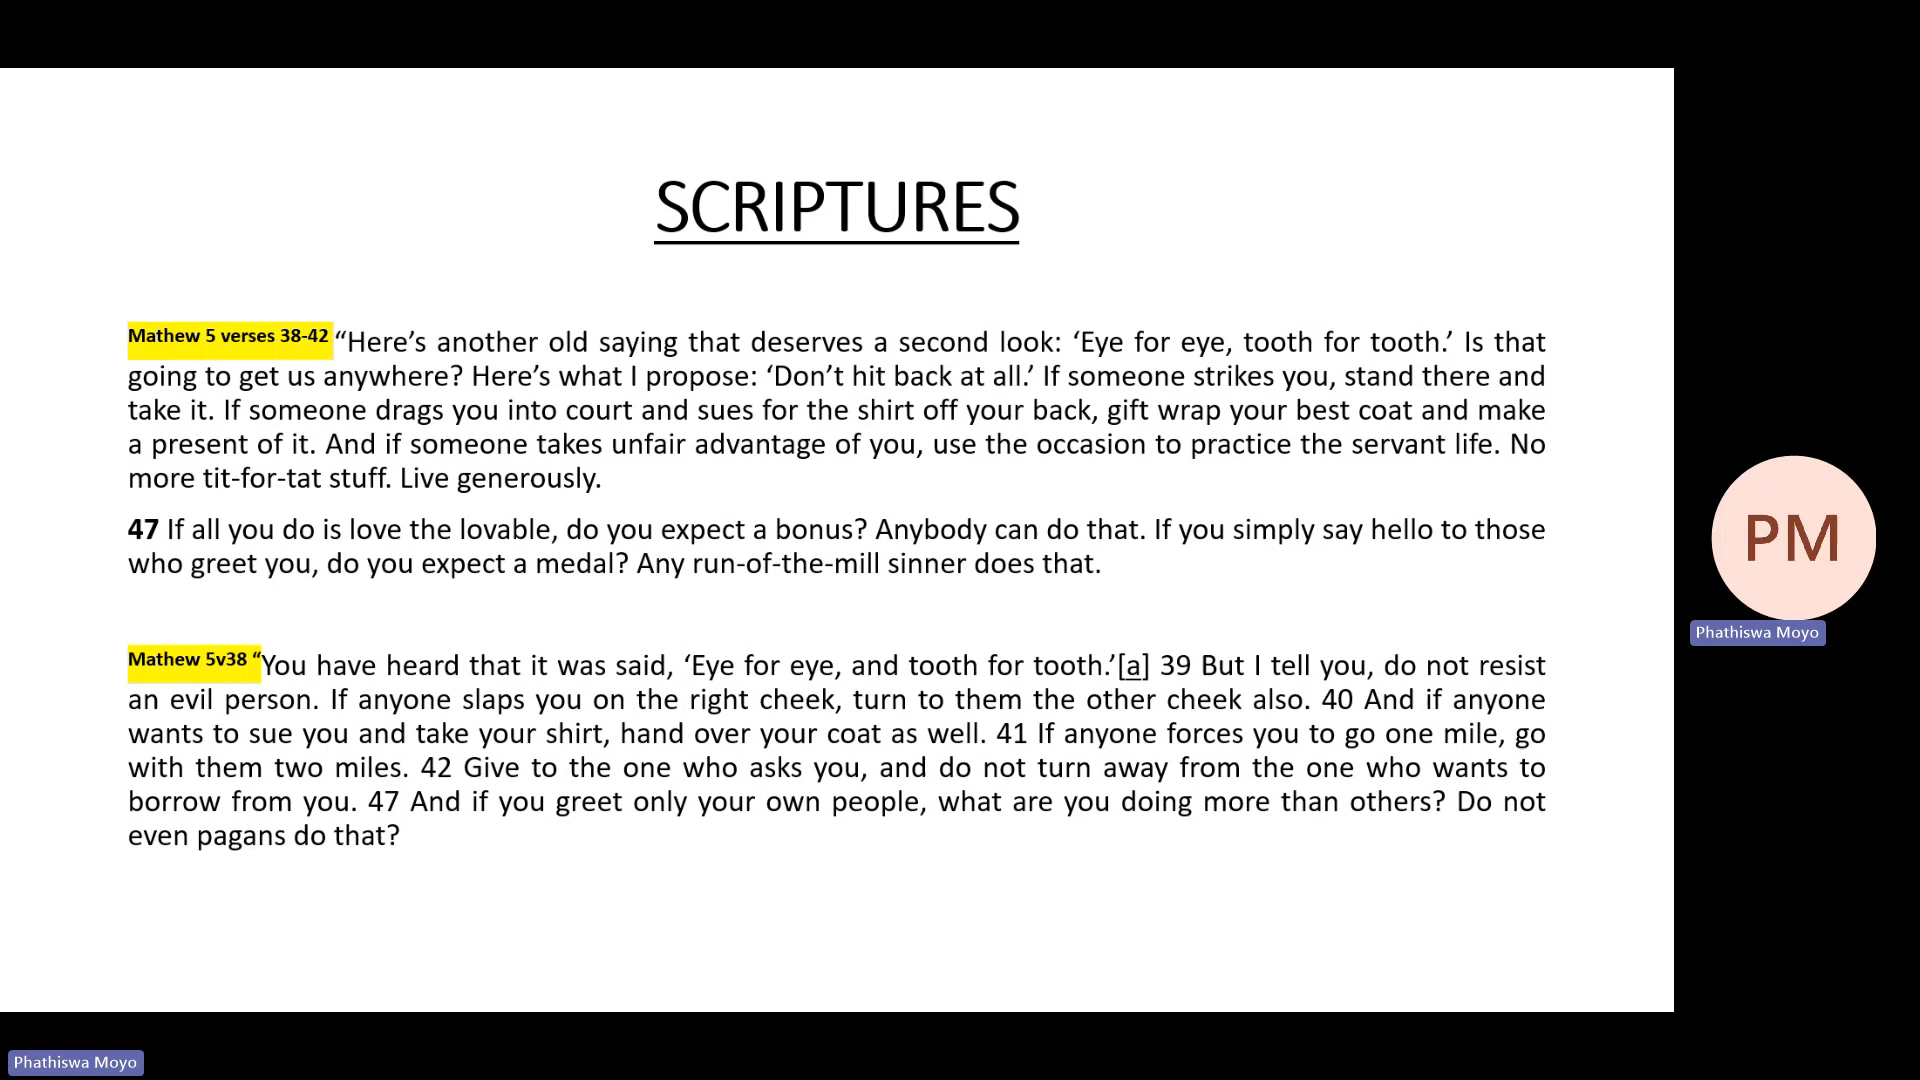 SCRIPTURES
Mathew 5 verses 38-42 “Here’s another old saying that deserves a second look: ‘Eye for eye, tooth for tooth.’ Is that
going to get us anywhere? Here’s what I propose: ‘Don’t hit back at all.’ If someone strikes you, stand there and
take it. If someone drags you into court and sues for the shirt off your back, gift wrap your best coat and make
a present of it. And if someone takes unfair advantage of you, use the occasion to practice the servant life. No
more tit-for-tat stuff. Live generously.
47 If all you do is love the lovable, do you expect a bonus? Anybody can do that. If you simply say hello to those
who greet you, do you expect a medal? Any run-of-the-mill sinner does that.
Mathew 5v38 “You have heard that it was said, ‘Eye for eye, and tooth for tooth.’[a] 39 But I tell you, do not resist
an evil person. If anyone slaps you on the right cheek, turn to them the other cheek also. 40 And if anyone
wants to sue you and take your shirt, hand over your coat as well. 41 If anyone forces you to go one mile, go
with them two miles. 42 Give to the one who asks you, and do not turn away from the one who wants to
borrow from you. 47 And if you greet only your own people, what are you doing more than others? Do not
even pagans do that?
PM
Phathiswa Moyo
Phathiswa Moyo